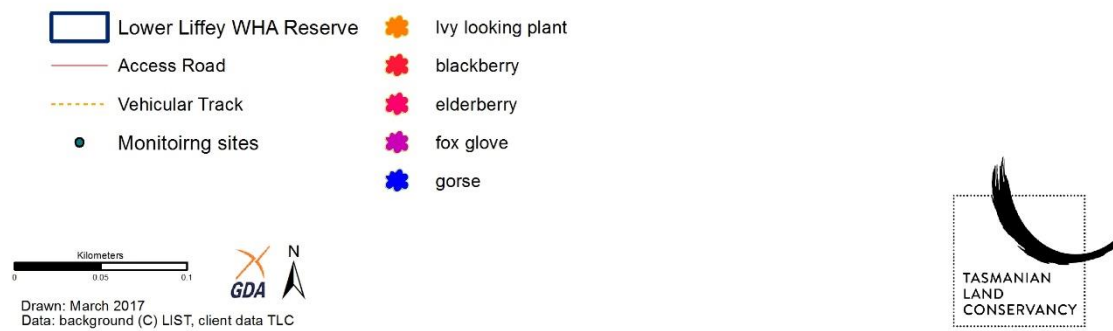 Lower Liffey WHA Reserve
Access Road
Vehicular Track
Monitoirng sites
Ivy looking plant
blackberry
elderberry
fox glove
gorse
Kilometers
0 0.05 0.1
GDA
N
Drawn: March 2017
Data: background (C) LIST, client data TLC
TASMANIAN
LAND
CONSERVANCY